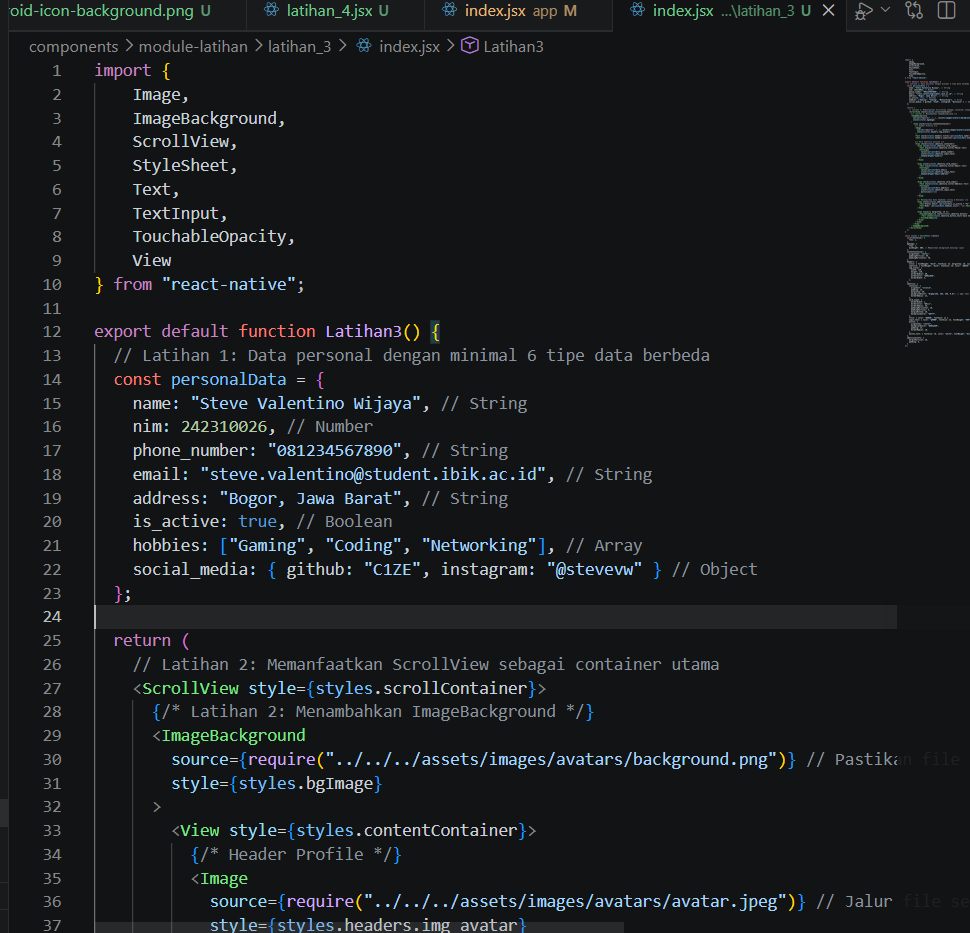 oid-icon-background.png U latihan_4.jsx U index.jsx app M index.jsx ...\latihan_3 U
components > module-latihan > latihan_3 > index.jsx > Latihan3
1 import {
2 Image,
3 ImageBackground,
4 ScrollView,
5 StyleSheet,
6 Text,
7 TextInput,
8 TouchableOpacity,
9 View
10 } from "react-native";
11
12 export default function Latihan3() {
13 // Latihan 1: Data personal dengan minimal 6 tipe data berbeda
14 const personalData = {
15 name: "Steve Valentino Wijaya", // String
16 nim: 242310026, // Number
17 phone_number: "081234567890", // String
18 email: "steve.valentino@student.ibik.ac.id", // String
19 address: "Bogor, Jawa Barat", // String
20 is_active: true, // Boolean
21 hobbies: ["Gaming", "Coding", "Networking"], // Array
22 social_media: { github: "C1ZE", instagram: "@stevevw" } // Object
23 };
24
25 return (
26 // Latihan 2: Memanfaatkan ScrollView sebagai container utama
27 <ScrollView style={styles.scrollContainer}>
28 {/* Latihan 2: Menambahkan ImageBackground */}
29 <ImageBackground
30 source={require("../../../assets/images/avatars/background.png")} // Pastikan file
31 style={styles.bgImage}
32 >
33 <View style={styles.contentContainer}>
34 {/* Header Profile */}
35 <Image
36 source={require("../../../assets/images/avatars/avatar.jpeg")} // Jalur file se
37 style={styles.headers.img_avatar}